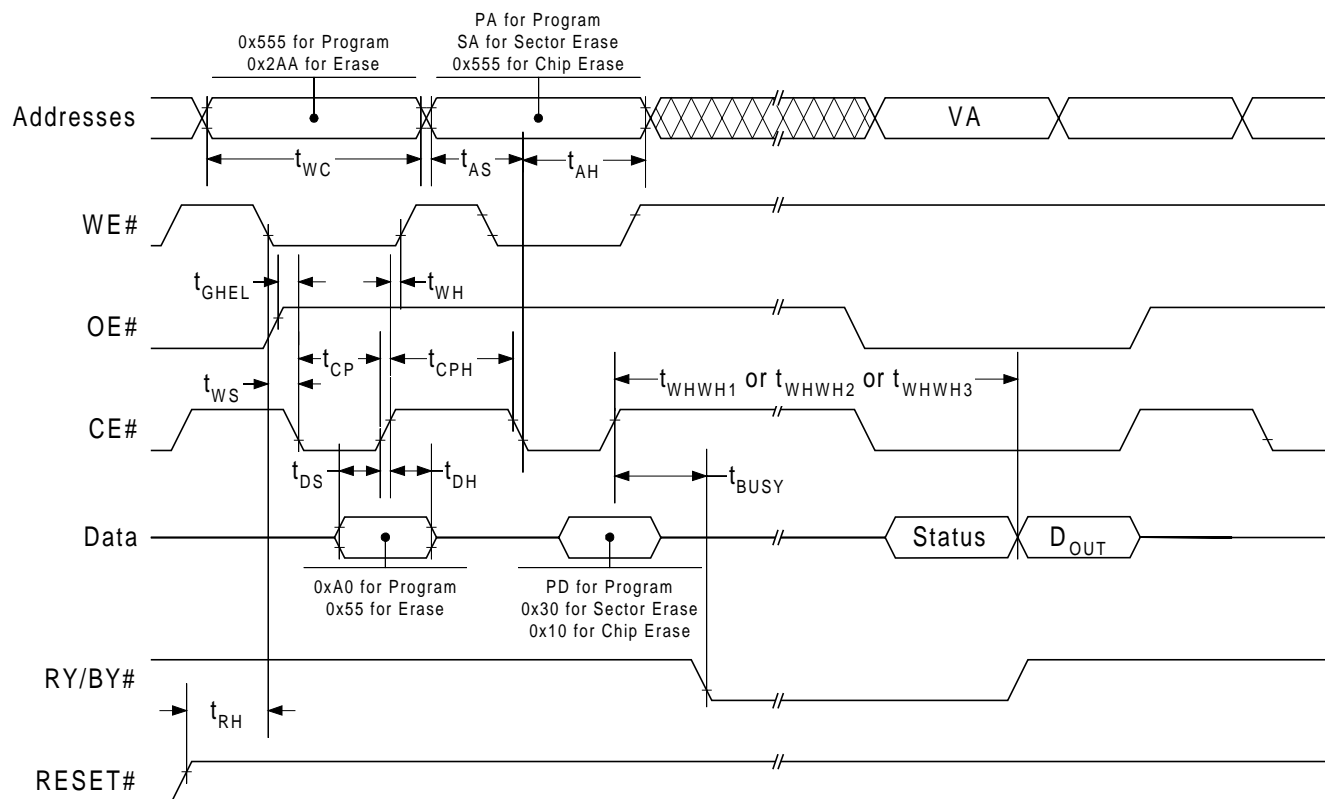 0x555 for Program
0x2AA for Erase
PA for Program
SA for Sector Erase
0x555 for Chip Erase
Addresses
VA
tWC
tAS
tAH
WE#
tGHEL
tWH
OE#
tCP
tCPH
tWS
tWHWH1 or tWHWH2 or tWHWH3
CE#
tDS
tDH
tBUSY
Data
Status
DOUT
0xA0 for Program
0x55 for Erase
PD for Program
0x30 for Sector Erase
0x10 for Chip Erase
RY/BY#
tRH
RESET#